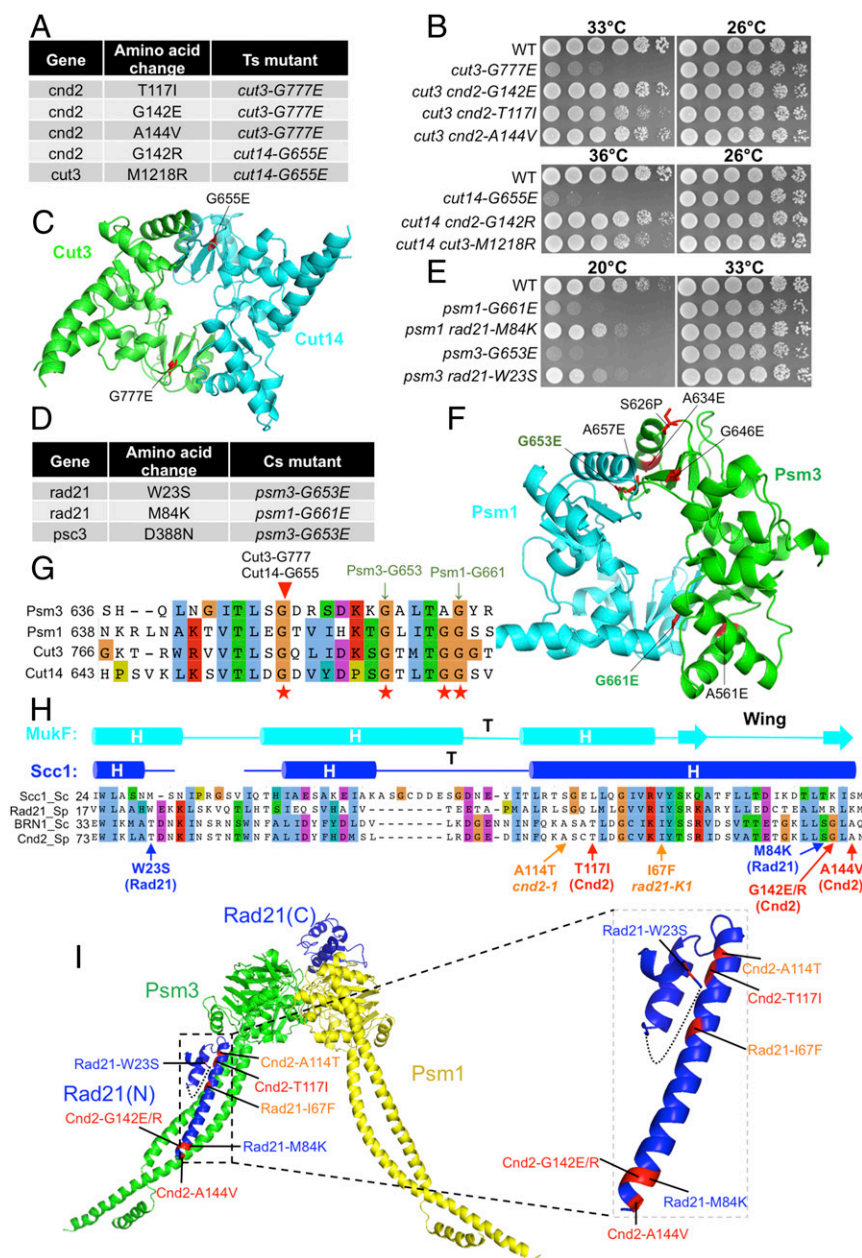 A
Gene Amino acid change Ts mutant
cnd2 T117I cut3-G777E
cnd2 G142E cut3-G777E
cnd2 A144V cut3-G777E
cnd2 G142R cut14-G655E
cut3 M1218R cut14-G655E
B
33°C 26°C
WT
cut3-G777E
cut3 cnd2-G142E
cut3 cnd2-T117I
cut3 cnd2-A144V
36°C 26°C
WT
cut14-G655E
cut14 cnd2-G142R
cut14 cut3-M1218R
C
G655E
Cut3
Cut14
G777E
E
20°C 33°C
WT
psm1-G661E
psm1 rad21-M84K
psm3-G653E
psm3 rad21-W23S
D
Gene Amino acid change Cs mutant
rad21 W23S psm3-G653E
rad21 M84K psm1-G661E
psc3 D388N psm3-G653E
F
S626P
A634E
A657E
G646E
G653E
Psm3
Psm1
G661E
A561E
G
Cut3-G777
Cut14-G655
Psm3-G653
Psm1-G661
Psm3 636 SH--QLNGITLSGDRSDKKGALTAGYR
Psm1 638 NKRLNAKTVTLEGTVIHKTGLITGGSS
Cut3 766 GKT-RWRVVTLSGQLIDKSGTMTGGGT
Cut14 643 HPSVKLKSVTLDGDVYDPSGTLTGGSV
H
MukF: H H T H Wing
Scc1: H H T H
Scc1_Sc 24
Rad21_Sp 17
BRN1_Sc 33
Cnd2_Sp 73
W23S
(Rad21)
A114T
cnd2-1
T117I
(Cnd2)
I67F
rad21-K1
M84K
(Rad21)
G142E/R
(Cnd2)
A144V
(Cnd2)
I
Rad21(C)
Psm3
Rad21-W23S
Rad21(N)
Cnd2-G142E/R
Cnd2-A114T
Cnd2-T117I
Rad21-I67F
Rad21-M84K
Cnd2-A144V
Psm1
Rad21-W23S
Cnd2-A114T
Cnd2-T117I
Rad21-I67F
Cnd2-G142E/R
Rad21-M84K
Cnd2-A144V